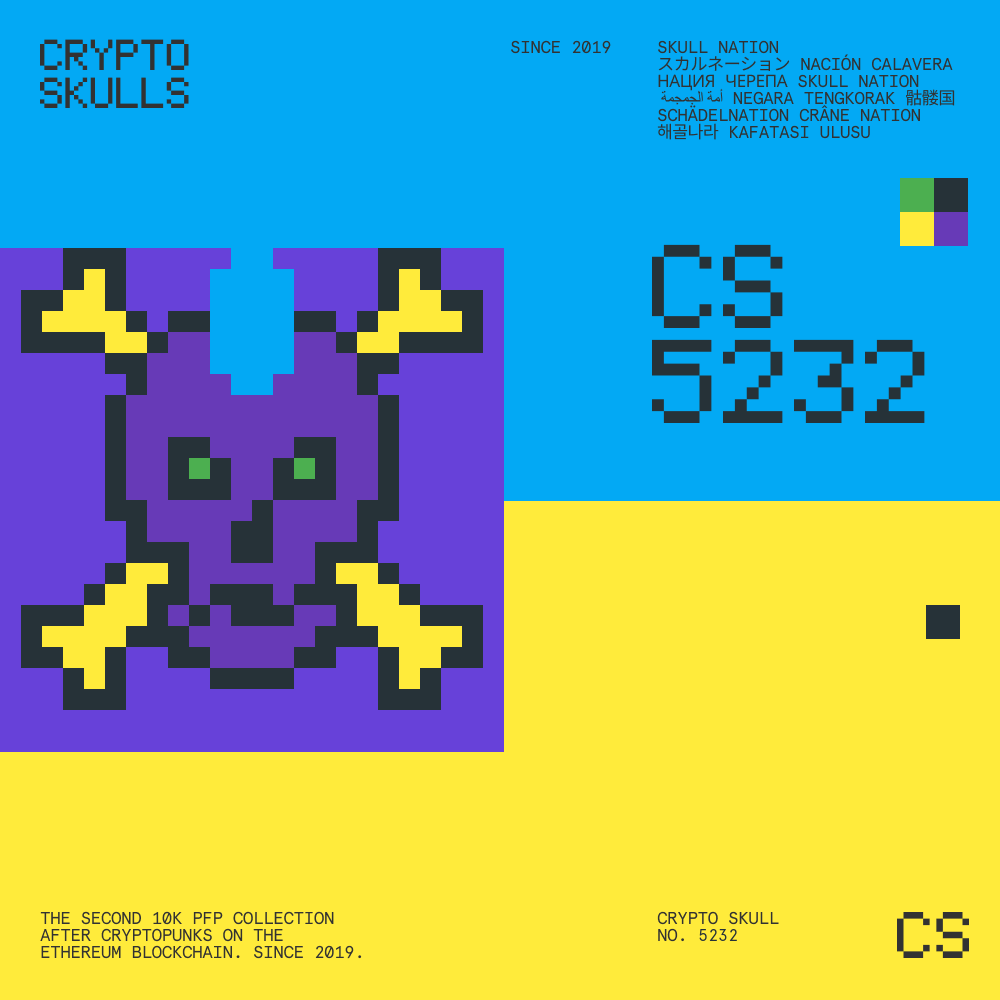 CRYPTO
SKULLS
SINCE 2019
SKULL NATION
スカルネーション NACIÓN CALAVERA
НАЦИЯ ЧЕРЕПА SKULL NATION
أمة الجمجمة NEGARA TENGKORAK 骷髅国
SCHÄDELNATION CRÂNE NATION
해골나라 KAFATASI ULUSU
CS
5232
THE SECOND 10K PFP COLLECTION
AFTER CRYPTOPUNKS ON THE
ETHEREUM BLOCKCHAIN. SINCE 2019.
CRYPTO SKULL
NO. 5232
CS